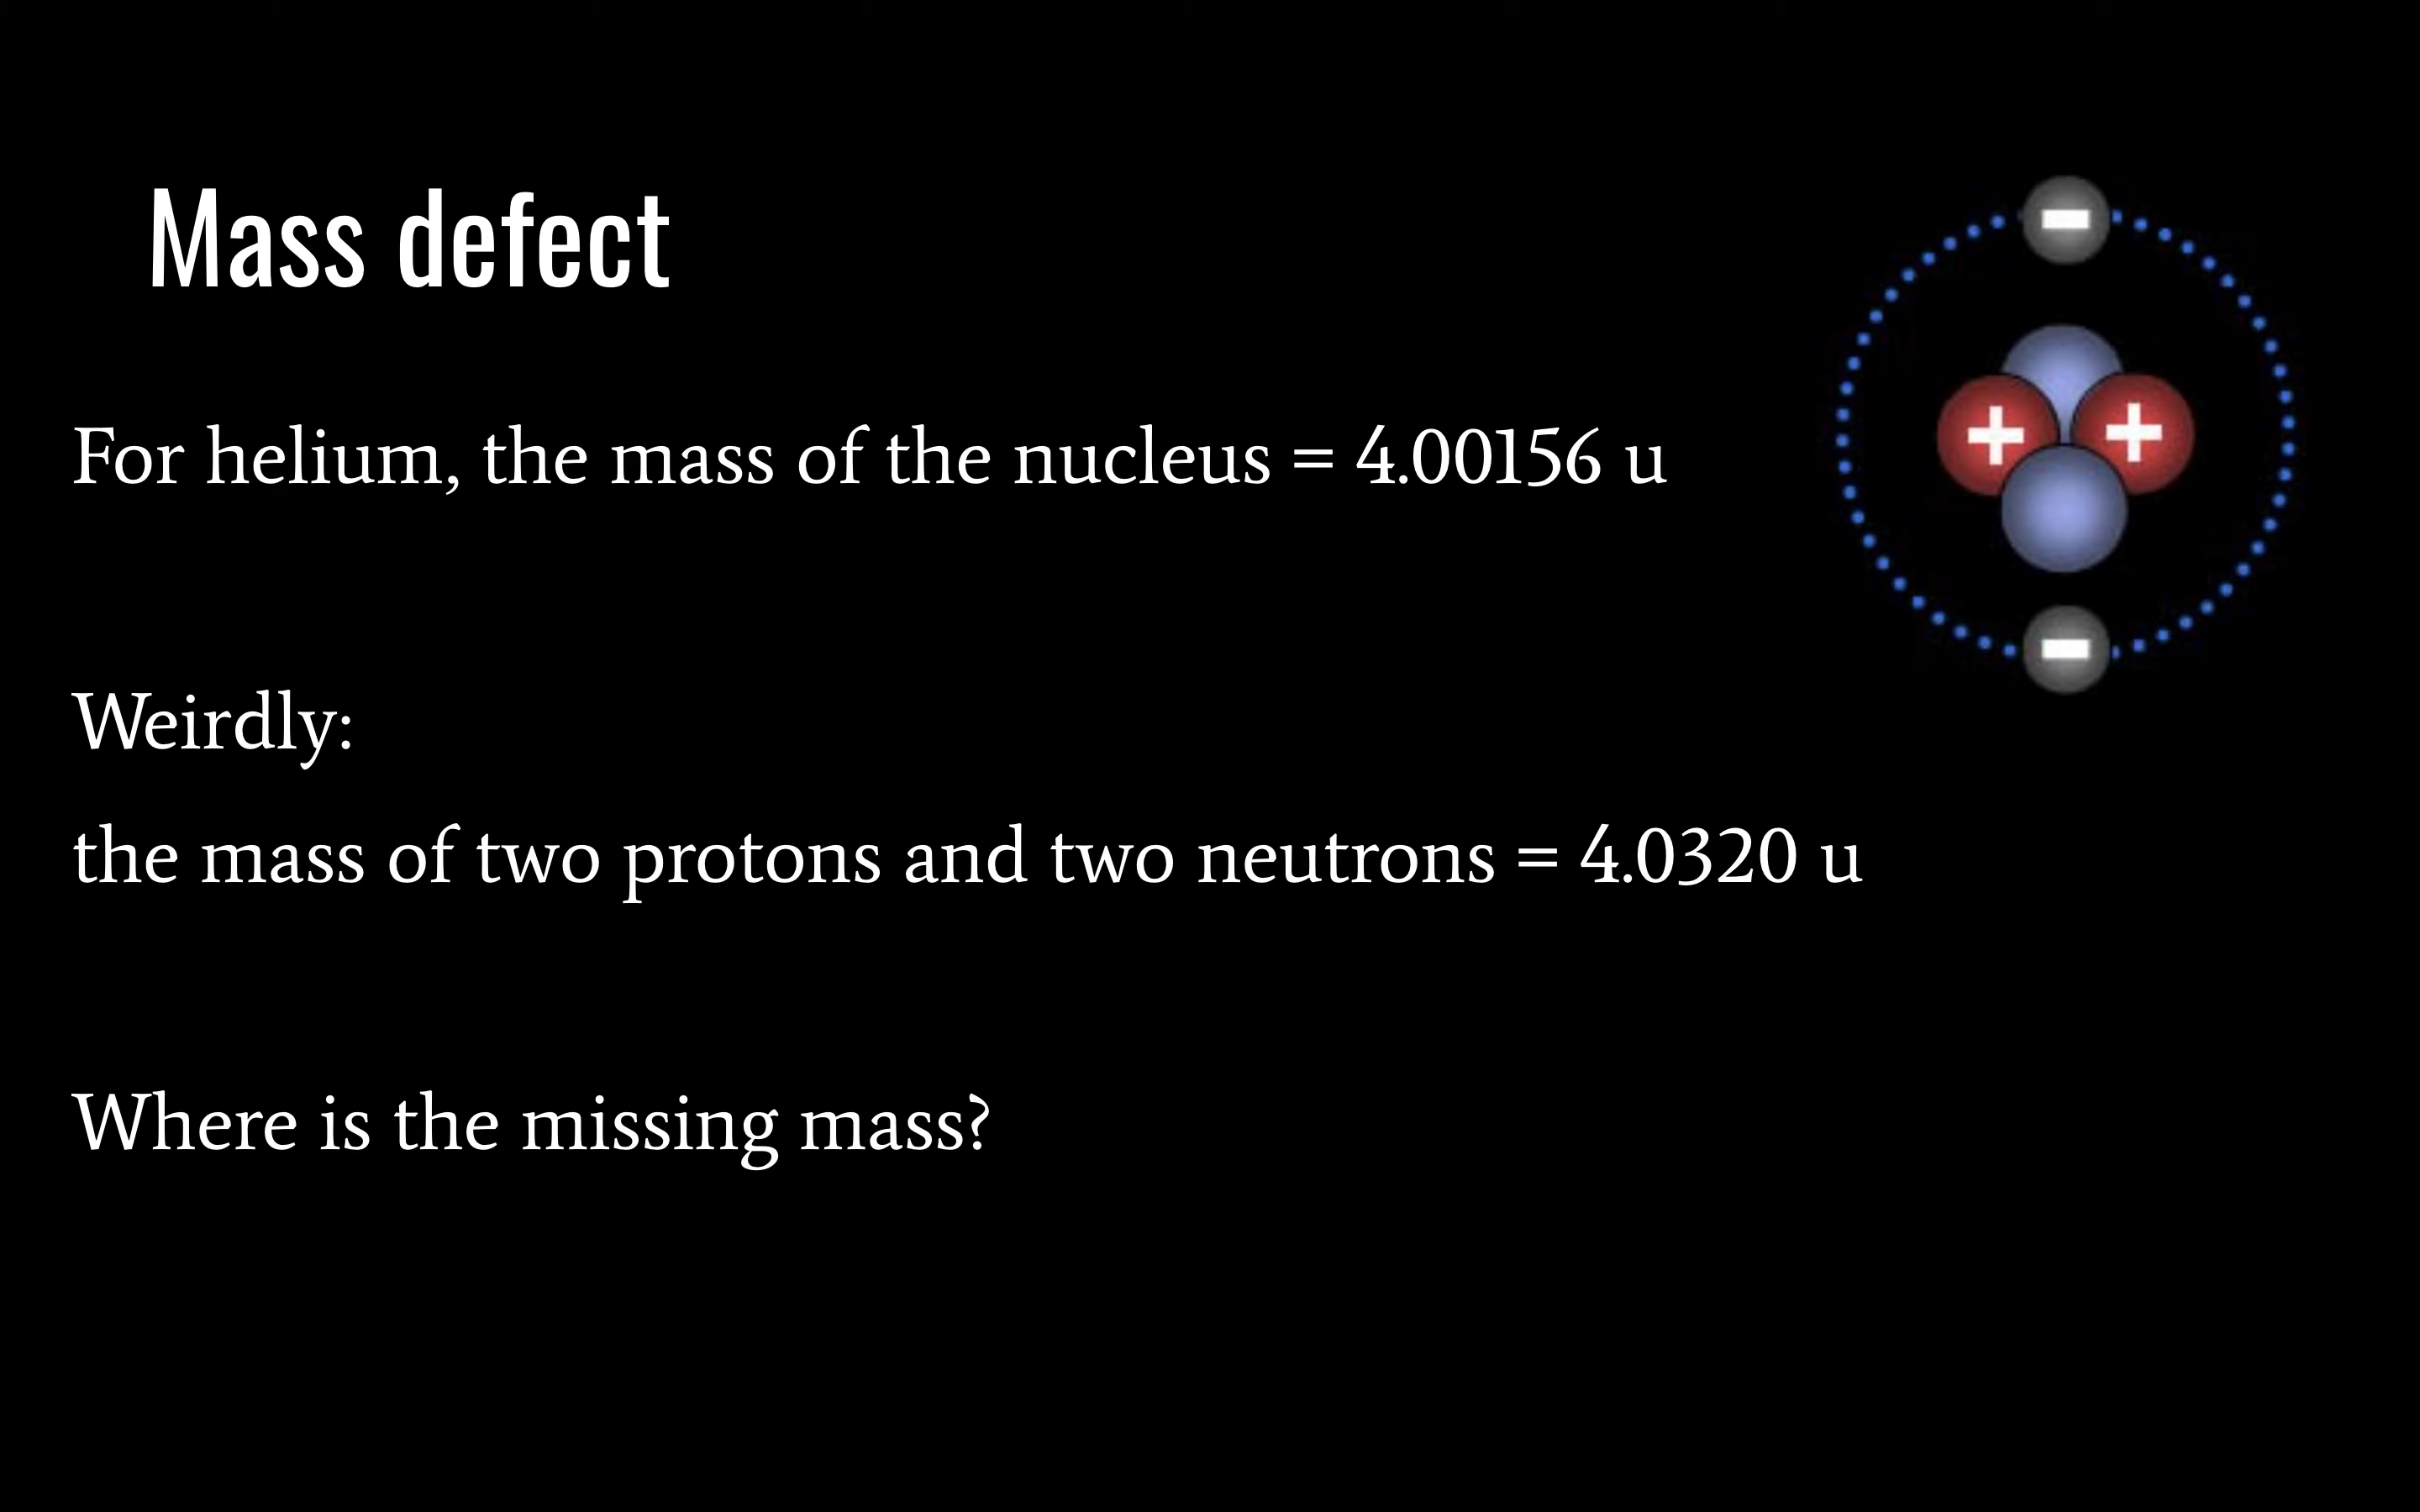 Mass defect
For helium, the mass of the nucleus = 4.00156 u
Weirdly:
the mass of two protons and two neutrons = 4.0320 u
Where is the missing mass?
−
+ +
−